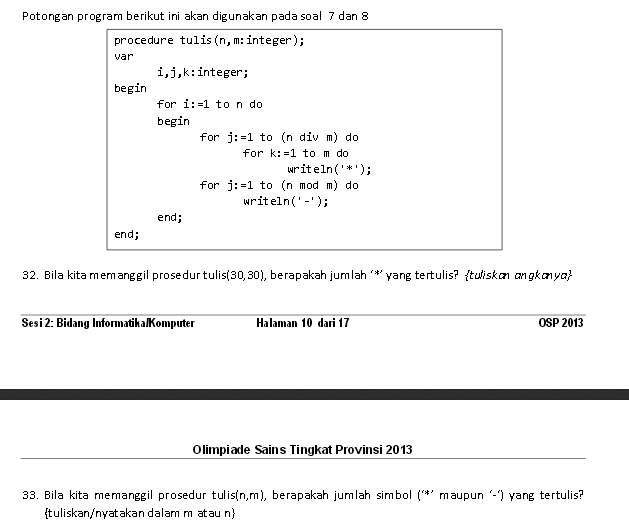 Potongan program berikut ini akan digunakan pada soal 7 dan 8
procedure tulis(n,m:integer);
var
i,j,k:integer;
begin
for i:=1 to n do
begin
for j:=1 to (n div m) do
for k:=1 to m do
writeln('*');
for j:=1 to (n mod m) do
writeln('-');
end;
end;
32. Bila kita memanggil prosedur tulis(30,30), berapakah jumlah '*' yang tertulis? {tuliskan angkanya}
Sesi 2: Bidang Informatika/Komputer Halaman 10 dari 17 OSP 2013
Olimpiade Sains Tingkat Provinsi 2013
33. Bila kita memanggil prosedur tulis(n,m), berapakah jumlah simbol ('*' maupun '-') yang tertulis?
{tuliskan/nyatakan dalam m atau n}